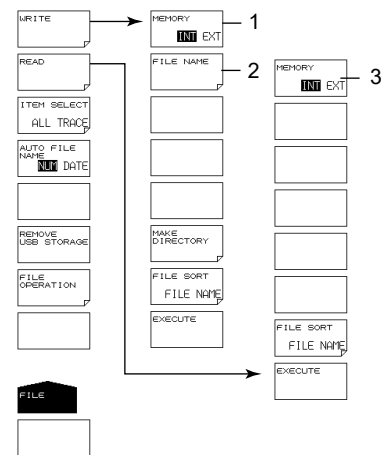 WRITE
READ
ITEM SELECT
ALL TRACE
AUTO FILE
NAME
NUM DATE
REMOVE
USB STORAGE
FILE
OPERATION
FILE
MEMORY
INT EXT
1
FILE NAME
2
MAKE
DIRECTORY
FILE SORT
FILE NAME
EXECUTE
MEMORY
INT EXT
3
FILE SORT
FILE NAME
EXECUTE